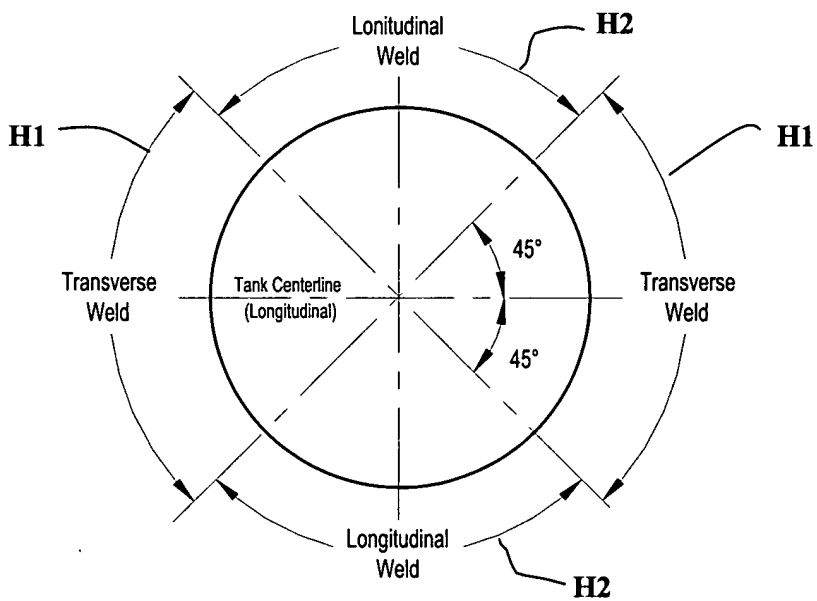 Lonitudinal
Weld
H2
H1
H1
45°
Transverse
Weld
Tank Centerline
(Longitudinal)
Transverse
Weld
45°
Longitudinal
Weld
H2